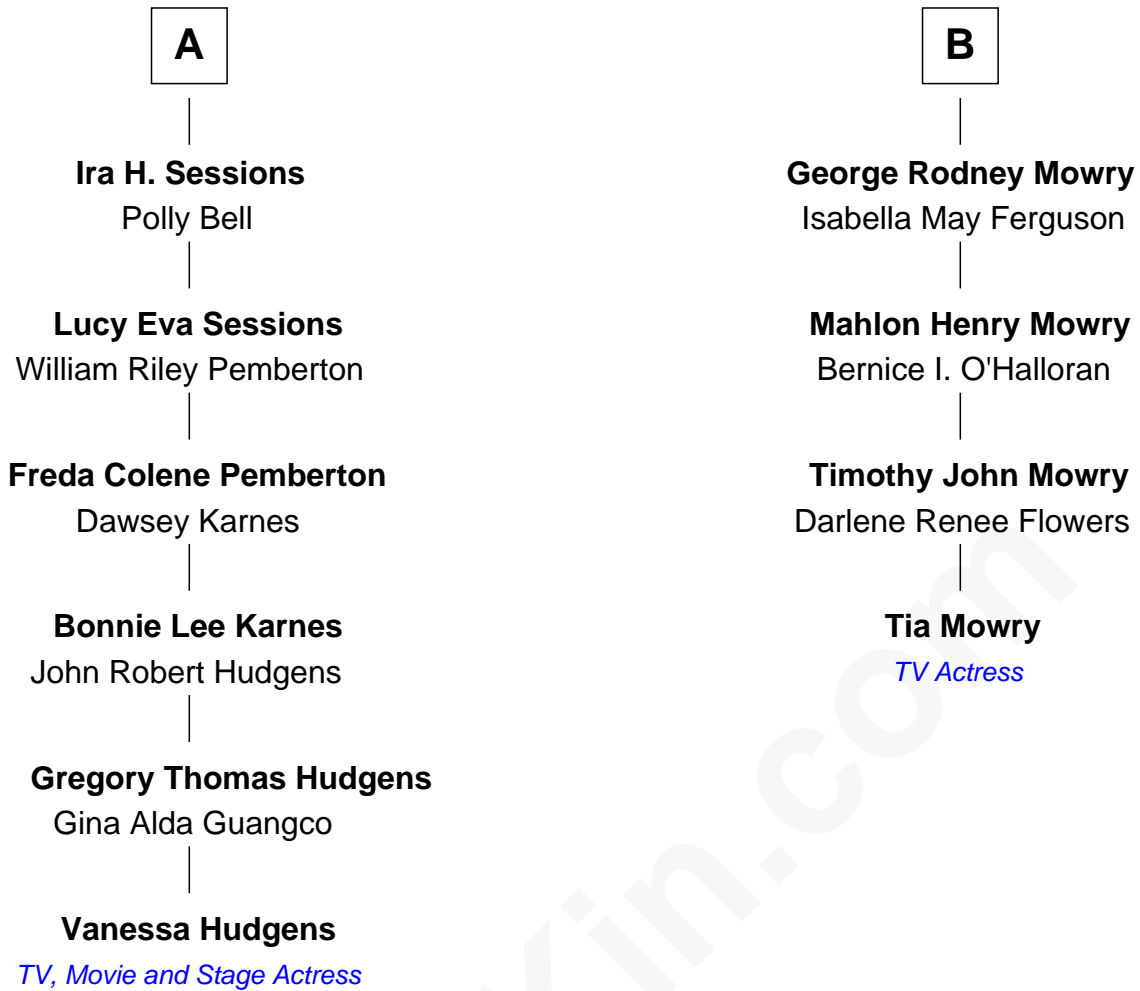 A
Ira H. Sessions
Polly Bell
Lucy Eva Sessions
William Riley Pemberton
Freda Colene Pemberton
Dawsey Karnes
Bonnie Lee Karnes
John Robert Hudgens
Gregory Thomas Hudgens
Gina Alda Guangco
Vanessa Hudgens
TV, Movie and Stage Actress
B
George Rodney Mowry
Isabella May Ferguson
Mahlon Henry Mowry
Bernice I. O'Halloran
Timothy John Mowry
Darlene Renee Flowers
Tia Mowry
TV Actress
Kin.com